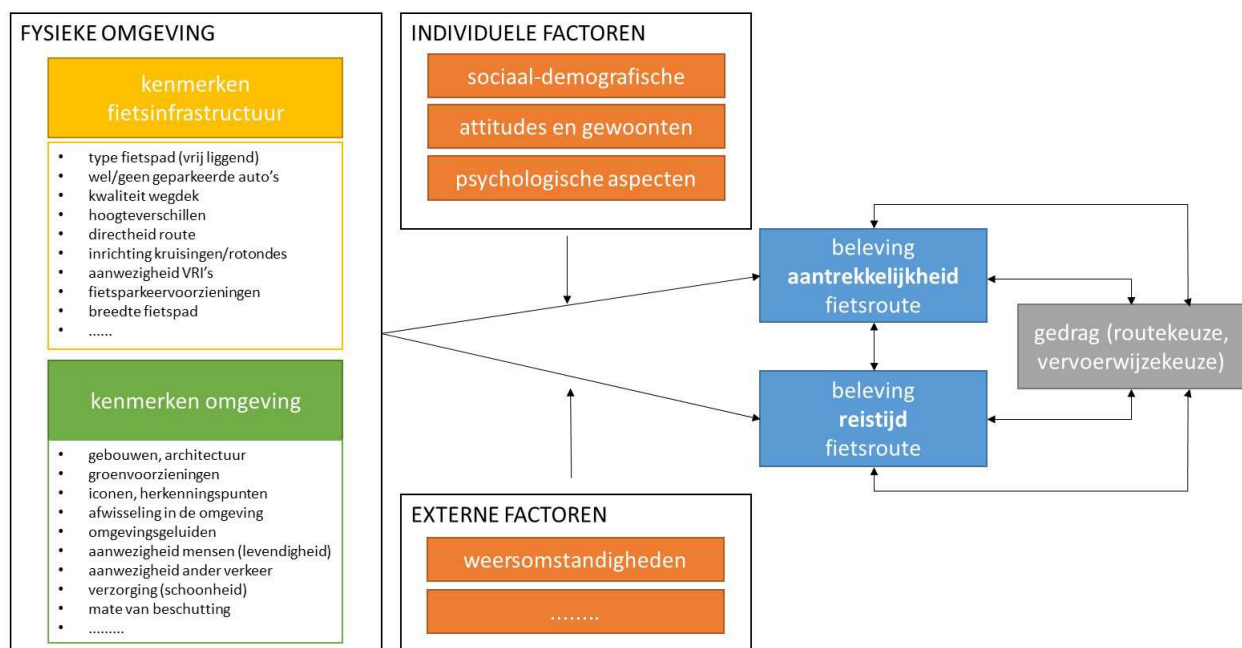 FYSIEKE OMGEVING
kenmerken
fietsinfrastructuur
• type fietspad (vrij liggend)
• wel/geen geparkeerde auto's
• kwaliteit wegdek
• hoogteverschillen
• directheid route
• inrichting kruisingen/rotondes
• aanwezigheid VRI's
• fietsparkeervoorzieningen
• breedte fietspad
• ......
kenmerken omgeving
• gebouwen, architectuur
• groenvoorzieningen
• iconen, herkenningspunten
• afwisseling in de omgeving
• omgevingsgeluiden
• aanwezigheid mensen (levendigheid)
• aanwezigheid ander verkeer
• verzorging (schoonheid)
• mate van beschutting
• .........
INDIVIDUELE FACTOREN
sociaal-demografische
attitudes en gewoonten
psychologische aspecten
EXTERNE FACTOREN
weersomstandigheden
........
beleving
aantrekkelijkheid
fietsroute
beleving
reistijd
fietsroute
gedrag (routekeuze,
vervoerwijzekeuze)